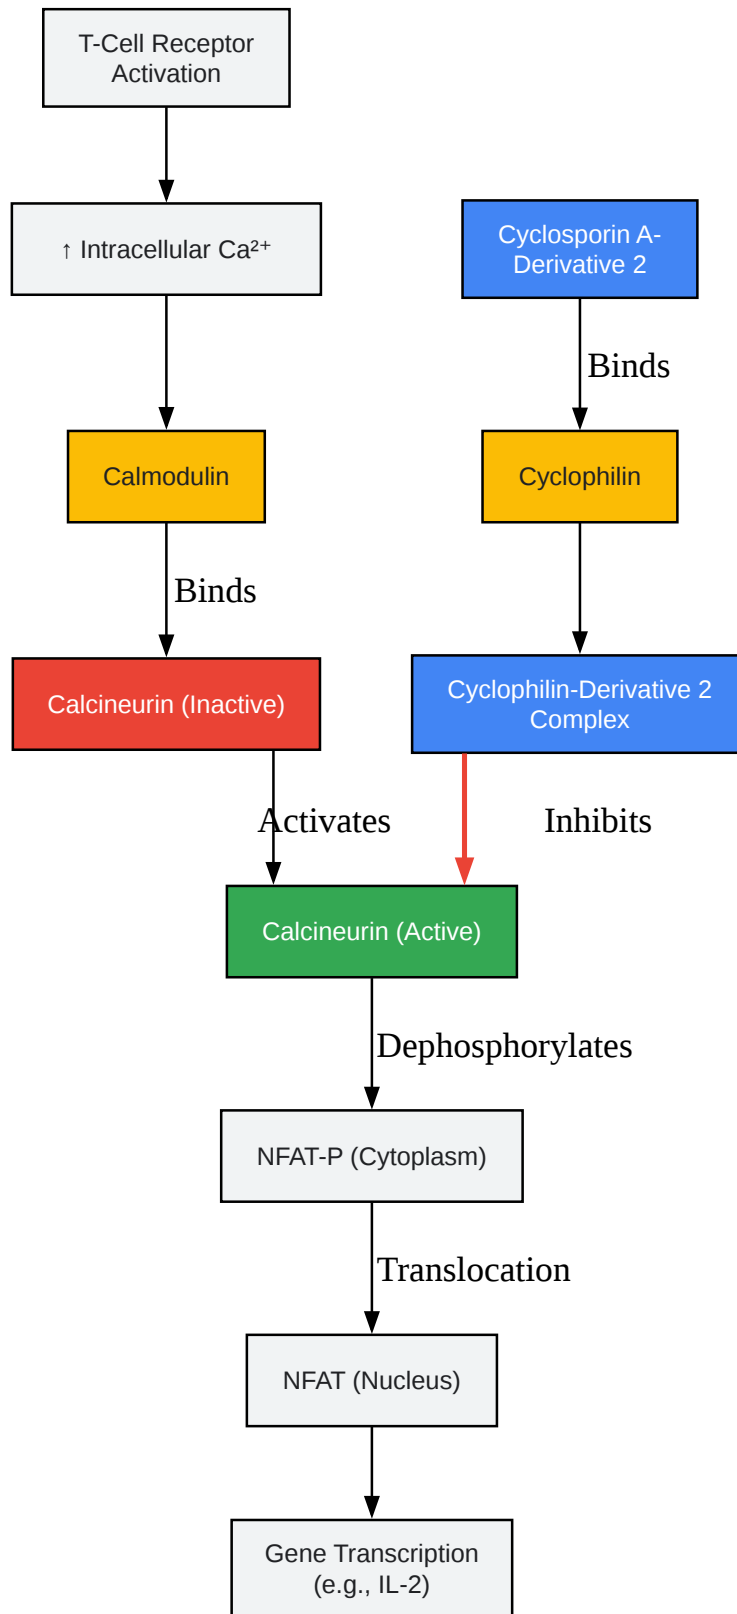 T-Cell Receptor
Activation
↑ Intracellular Ca²⁺
Cyclosporin A-
Derivative 2
Binds
Calmodulin
Cyclophilin
Binds
Calcineurin (Inactive)
Cyclophilin-Derivative 2
Complex
Activates
Inhibits
Calcineurin (Active)
Dephosphorylates
NFAT-P (Cytoplasm)
Translocation
NFAT (Nucleus)
Gene Transcription
(e.g., IL-2)